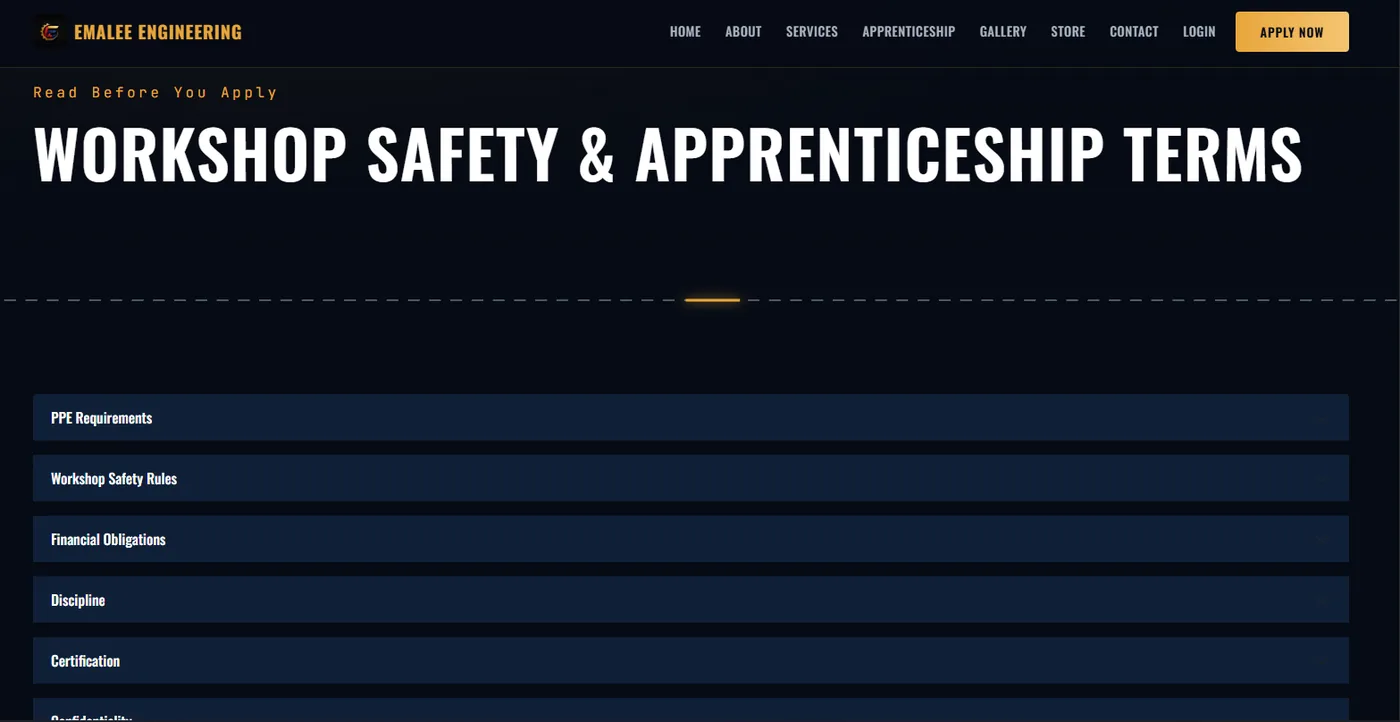 EMALEE ENGINEERING
HOME ABOUT SERVICES APPRENTICESHIP GALLERY STORE CONTACT LOGIN APPLY NOW
Read Before You Apply
WORKSHOP SAFETY & APPRENTICESHIP TERMS
PPE Requirements
Workshop Safety Rules
Financial Obligations
Discipline
Certification
Confidentiality